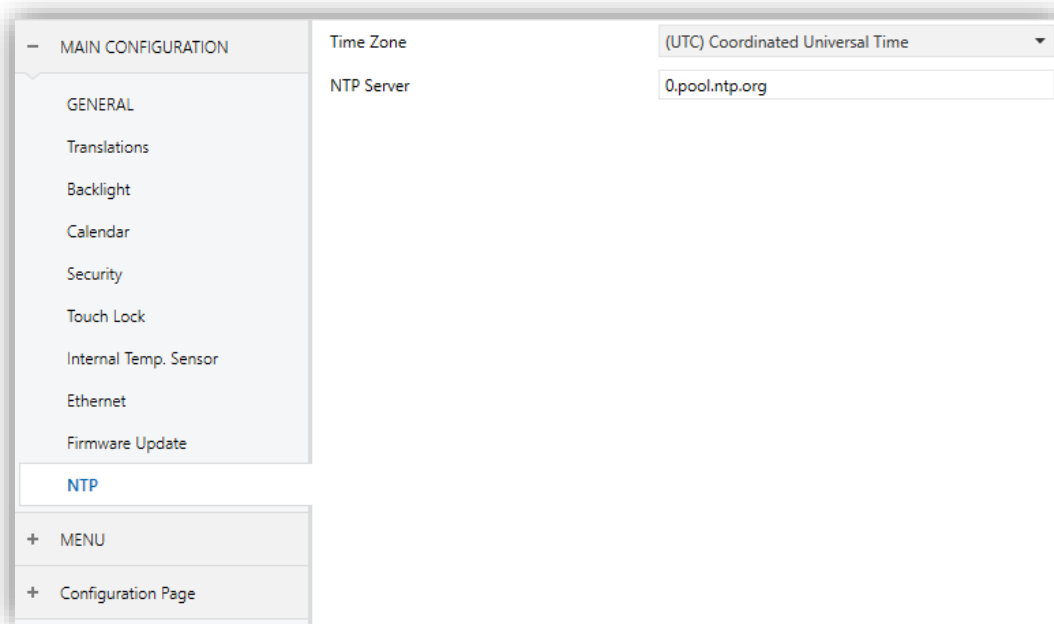 MAIN CONFIGURATION
GENERAL
Translations
Backlight
Calendar
Security
Touch Lock
Internal Temp. Sensor
Ethernet
Firmware Update
NTP
MENU
Configuration Page
Time Zone (UTC) Coordinated Universal Time
NTP Server 0.pool.ntp.org